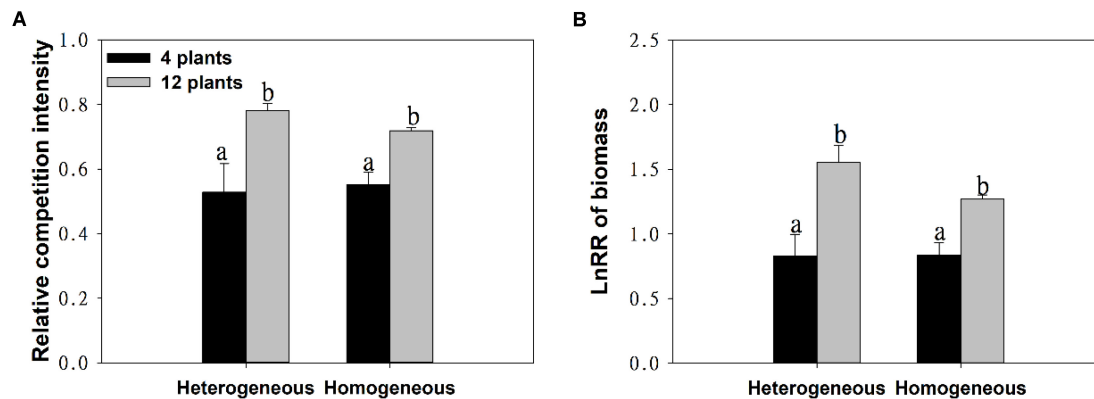 A
Relative competition intensity
1.0
0.8
0.6
0.4
0.2
0.0
4 plants
12 plants
a
b
a
b
Heterogeneous Homogeneous
B
LnRR of biomass
2.5
2.0
1.5
1.0
0.5
0.0
a
b
a
b
Heterogeneous Homogeneous